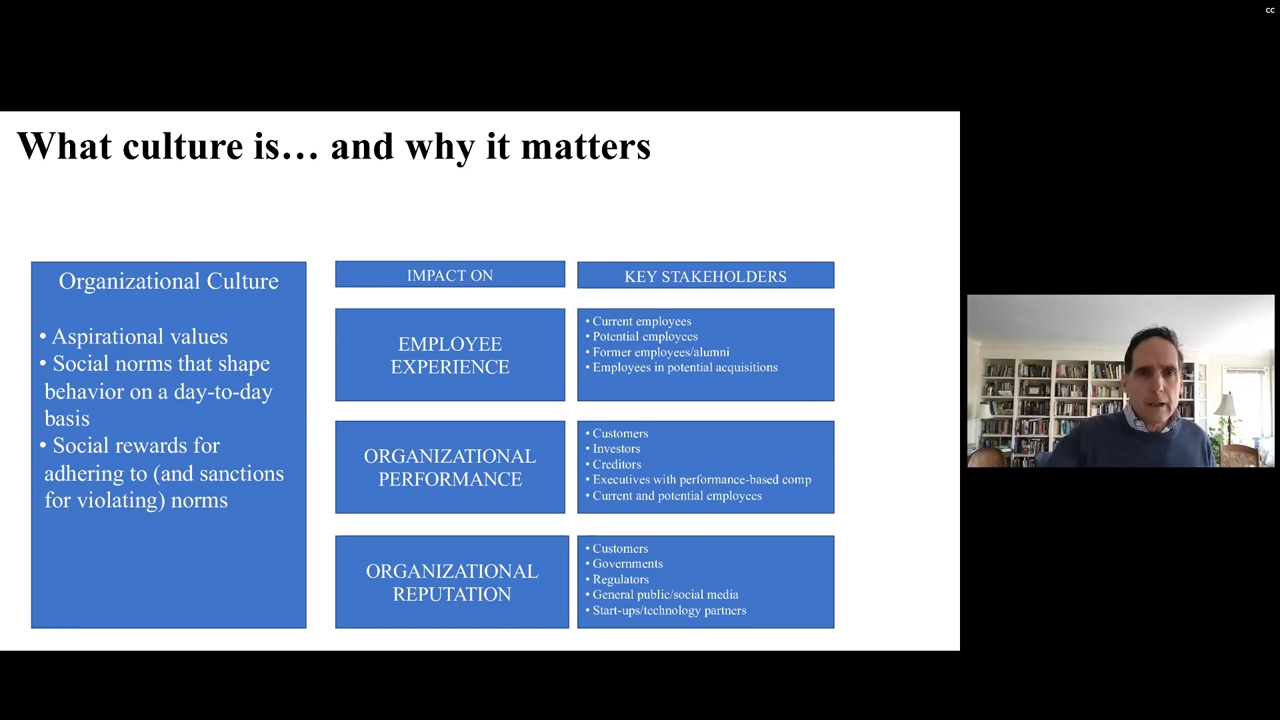 cc
What culture is… and why it matters
Organizational Culture
• Aspirational values
• Social norms that shape
behavior on a day-to-day
basis
• Social rewards for
adhering to (and sanctions
for violating) norms
IMPACT ON
KEY STAKEHOLDERS
EMPLOYEE
EXPERIENCE
• Current employees
• Potential employees
• Former employees/alumni
• Employees in potential acquisitions
ORGANIZATIONAL
PERFORMANCE
• Customers
• Investors
• Creditors
• Executives with performance-based comp
• Current and potential employees
ORGANIZATIONAL
REPUTATION
• Customers
• Governments
• Regulators
• General public/social media
• Start-ups/technology partners